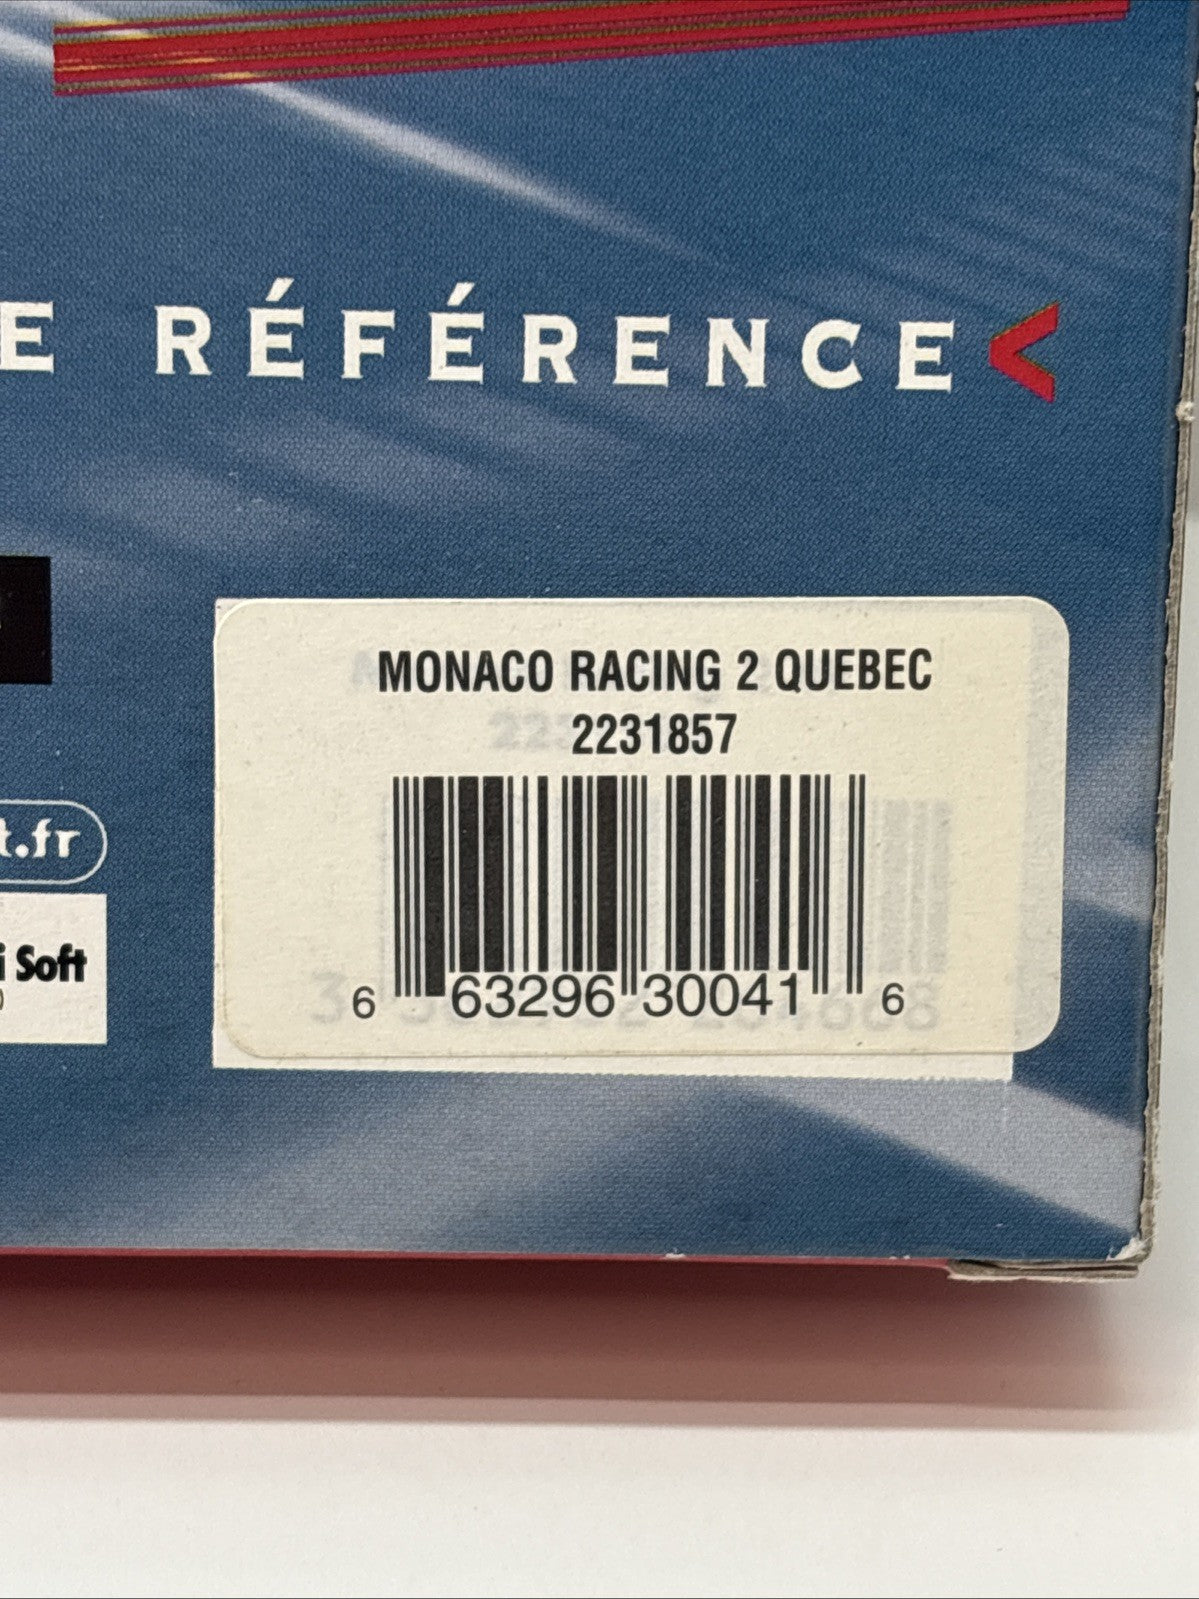 E RÉFÉRENCE<
MONACO RACING 2 QUEBEC
2231857
6 63296 30041 6
t.fr
i Soft